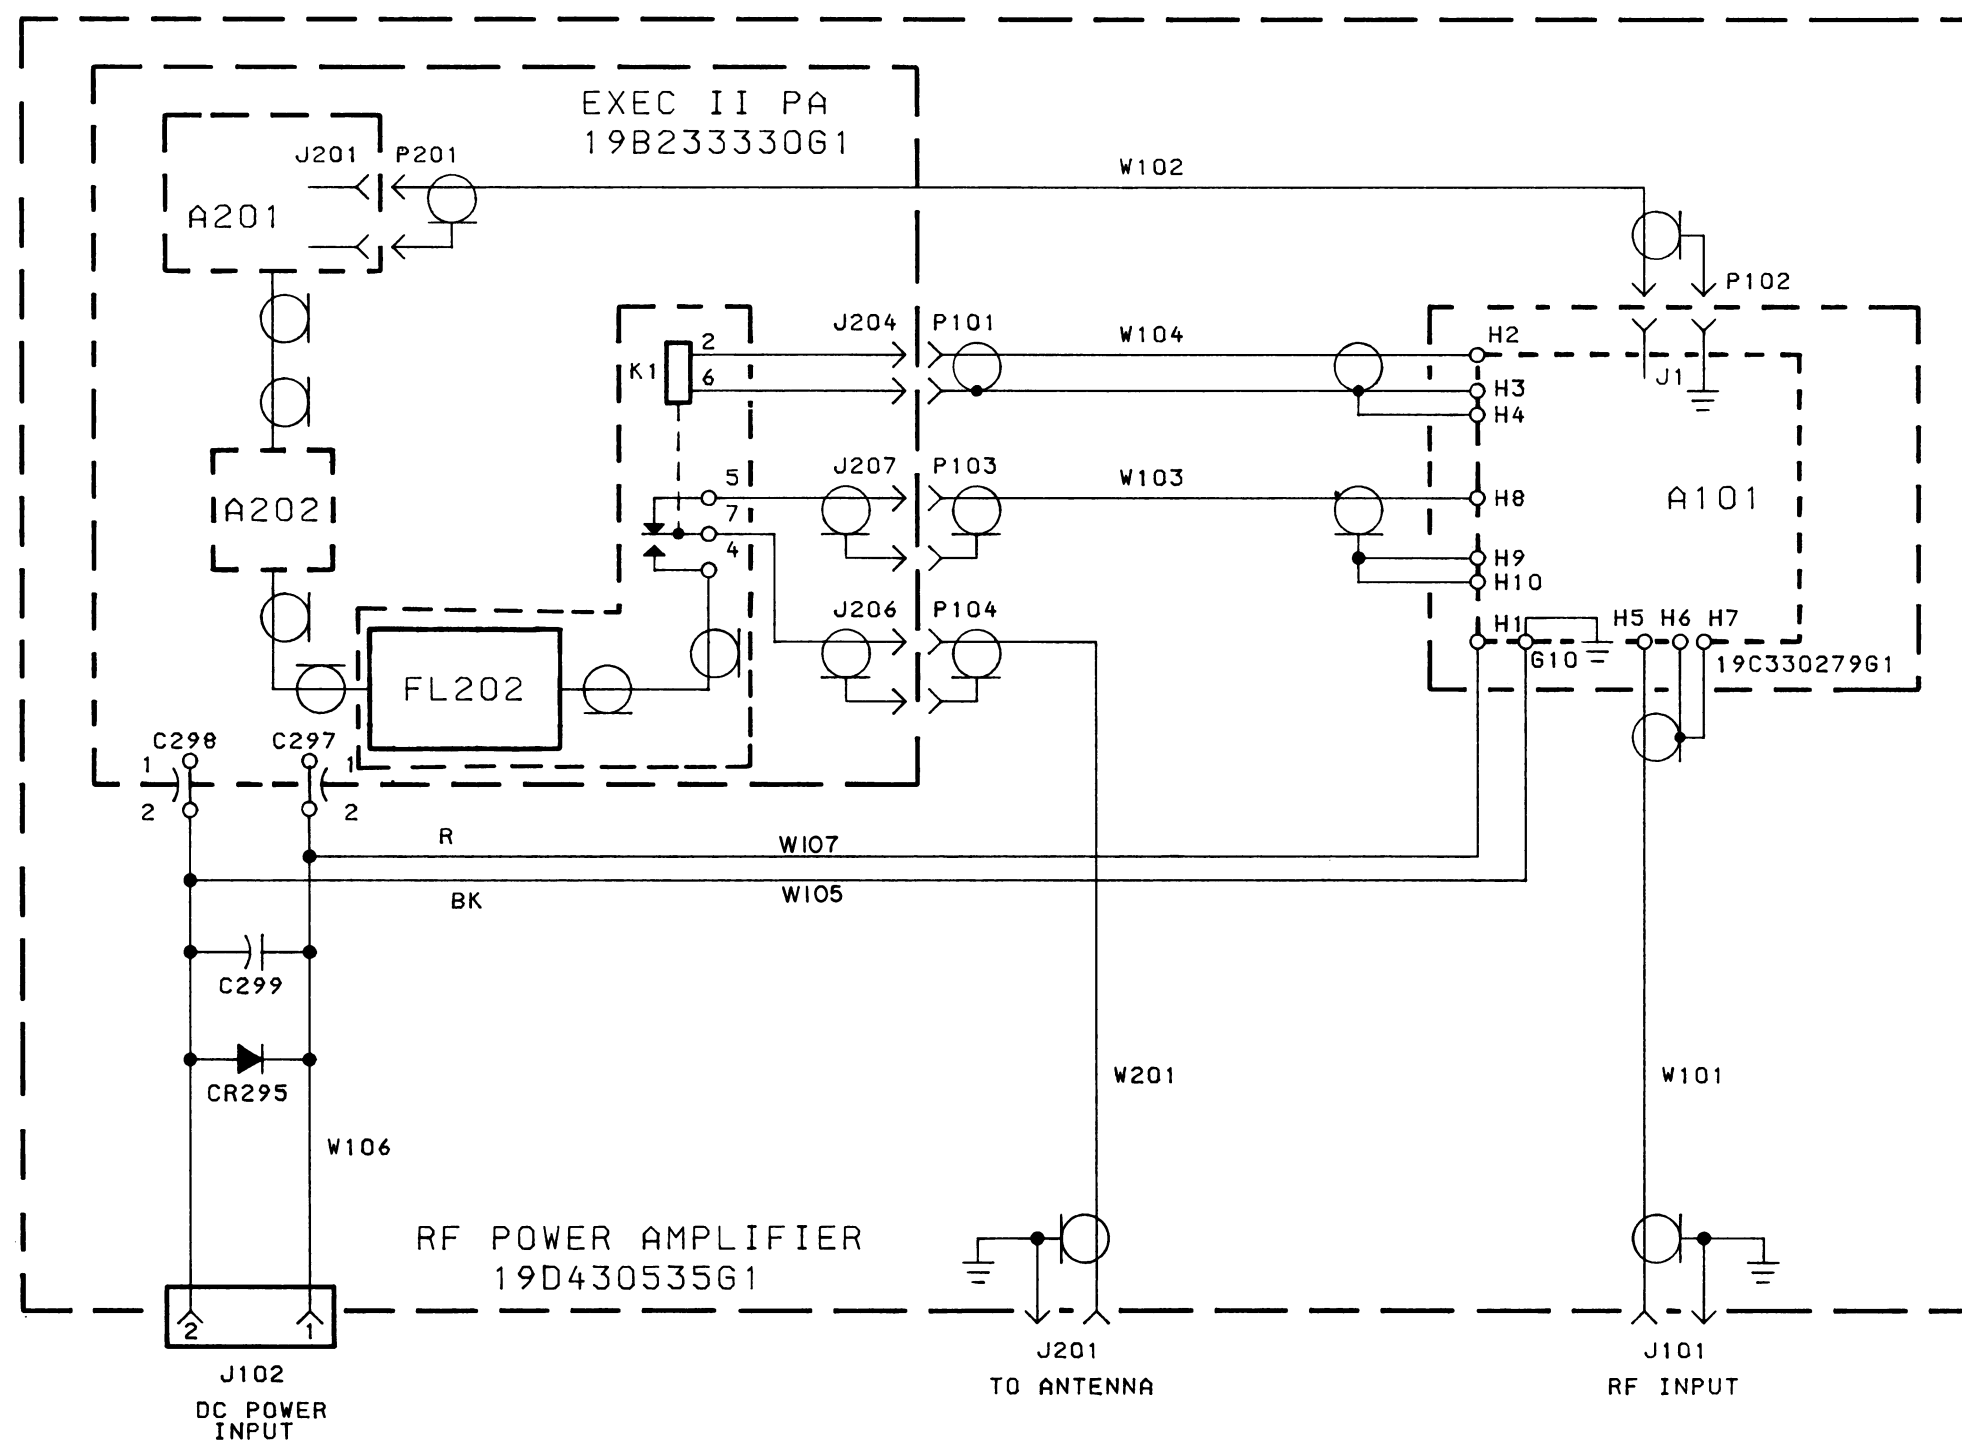 EXEC II PA
19B233330G1
J201 P201
W102
A201
P102
J204 P101
W104
H2
2
K1
6
J1
H3
H4
J207 P103
W103
5
A202
7
H8
A101
4
H9
H10
J206 P104
H1
H5 H6 H7
G10
19C330279G1
FL202
C298 C297
1 1
2 2
R
W107
BK
W105
C299
CR295
W201
W101
W106
RF POWER AMPLIFIER
19D430535G1
2 1
J102
DC POWER
INPUT
J201
TO ANTENNA
J101
RF INPUT